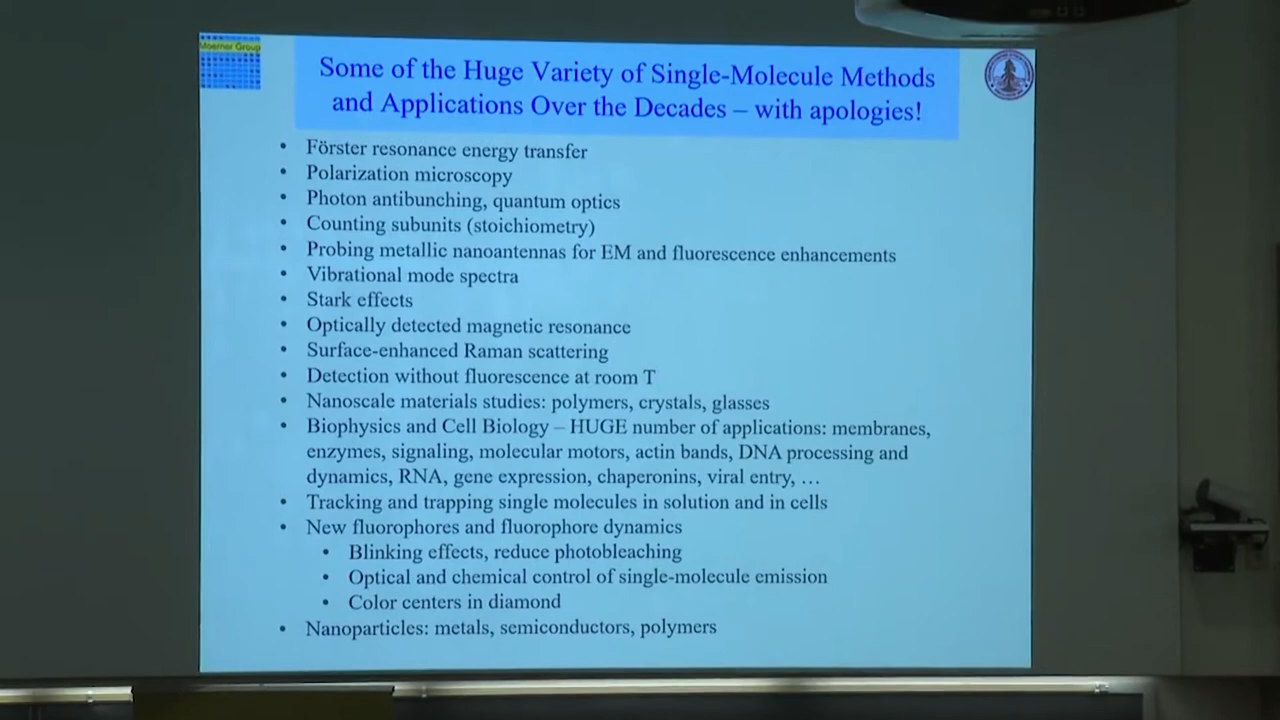 Moerner Group
Some of the Huge Variety of Single-Molecule Methods
and Applications Over the Decades – with apologies!
• Förster resonance energy transfer
• Polarization microscopy
• Photon antibunching, quantum optics
• Counting subunits (stoichiometry)
• Probing metallic nanoantennas for EM and fluorescence enhancements
• Vibrational mode spectra
• Stark effects
• Optically detected magnetic resonance
• Surface-enhanced Raman scattering
• Detection without fluorescence at room T
• Nanoscale materials studies: polymers, crystals, glasses
• Biophysics and Cell Biology – HUGE number of applications: membranes,
enzymes, signaling, molecular motors, actin bands, DNA processing and
dynamics, RNA, gene expression, chaperonins, viral entry, …
• Tracking and trapping single molecules in solution and in cells
• New fluorophores and fluorophore dynamics
• Blinking effects, reduce photobleaching
• Optical and chemical control of single-molecule emission
• Color centers in diamond
• Nanoparticles: metals, semiconductors, polymers